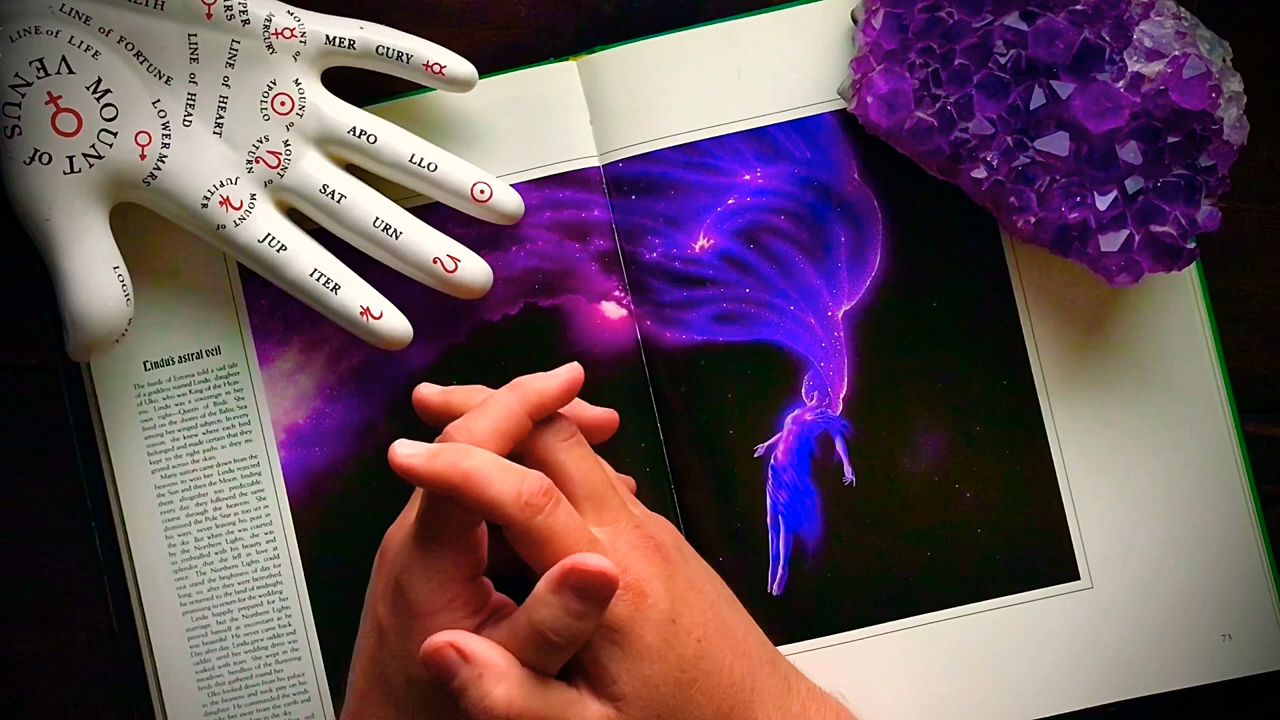 HEALTH
UPPER MARS
LINE of LIFE
LINE of FORTUNE
LINE of HEAD
LINE of HEART
MOUNT of VENUS
LOWER MARS
MOUNT of MERCURY
MOUNT of APOLLO
MOUNT of SATURN
MOUNT of JUPITER
MER CURY
APO LLO
SAT URN
JUP ITER
LOGIC
Lindu's astral veil
The bards of Estonia told a sad tale
of a goddess named Lindu, daughter
of Uko, who was King of the Heav-
ens. Lindu was a sovereign in her
own right—Queen of Birds. She
lived on the shores of the Baltic Sea
among her winged subjects. In every
season, she knew where each bird
belonged and made certain that they
kept to the right paths as they mi-
grated across the skies.
Many suitors came down from the
heavens to woo her. Lindu rejected
the Sun and then the Moon, finding
them altogether too predictable;
every day, they followed the same
course through the heavens. She
dismissed the Pole Star as too set in
his ways, never leaving his post in
the sky. But when she was courted
by the Northern Lights, she was
so enthralled with his beauty and
splendor that she fell in love at
once. The Northern Lights could
not stand the brightness of day for
long, so, after they were betrothed,
he returned to the land of midnight,
promising to return for the wedding.
Lindu happily prepared for her
marriage, but the Northern Lights
proved himself as inconstant as he
was beautiful. He never came back.
Day after day, Lindu grew sadder and
sadder, until her wedding dress was
soaked with tears. She wept in the
meadows, heedless of the fluttering
birds that gathered round her.
Uko looked down from his palace
in the heavens and took pity on his
daughter. He commanded the winds
to take her away from the earth and
73